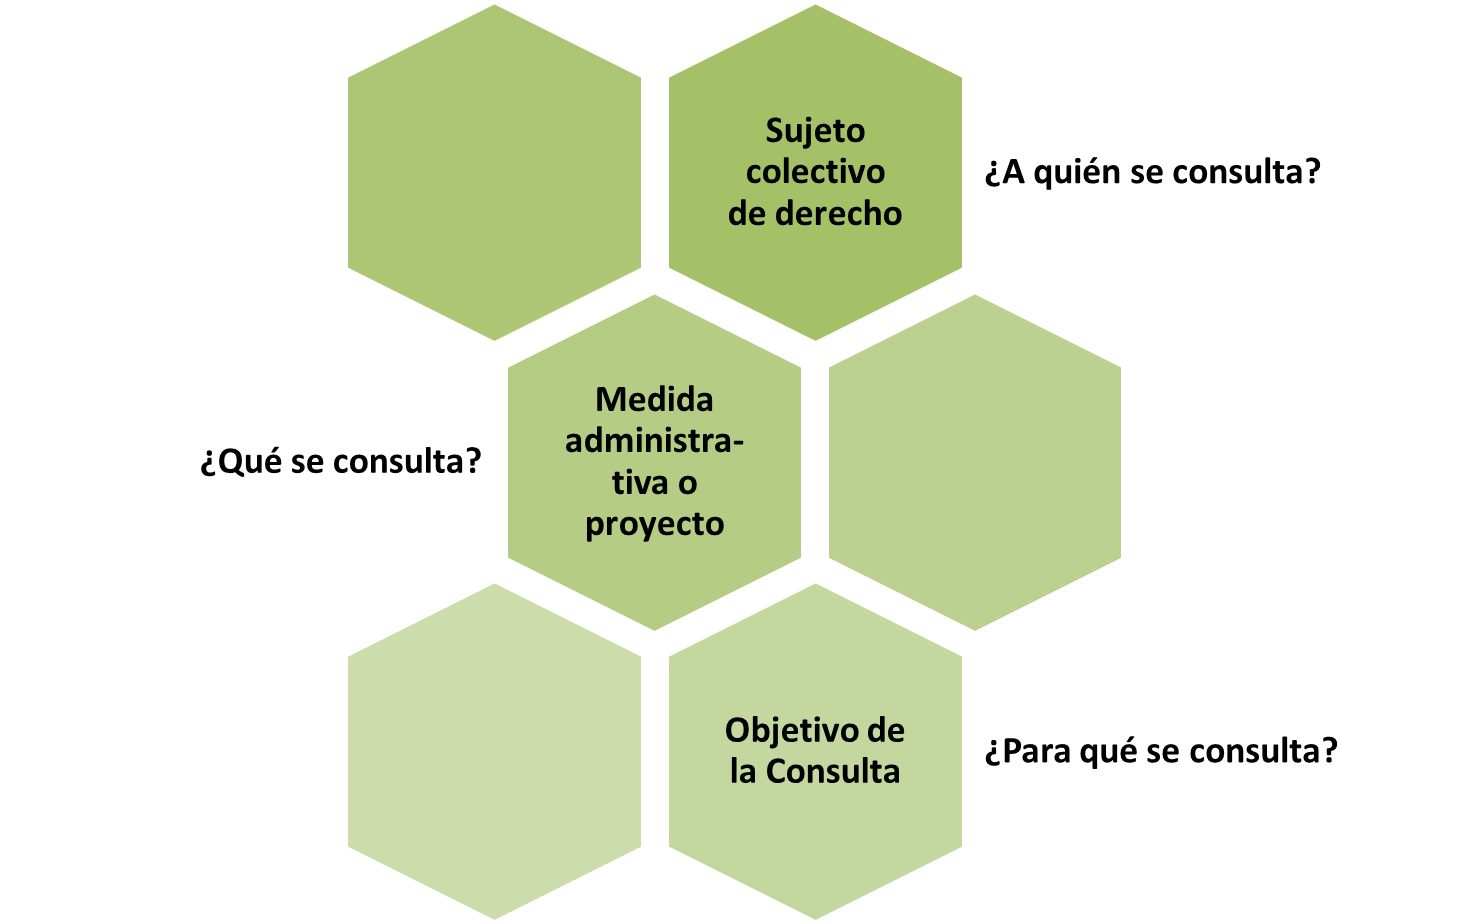 Sujeto
colectivo
de derecho
¿A quién se consulta?
¿Qué se consulta?
Medida
administra-
tiva o
proyecto
Objetivo de
la Consulta
¿Para qué se consulta?